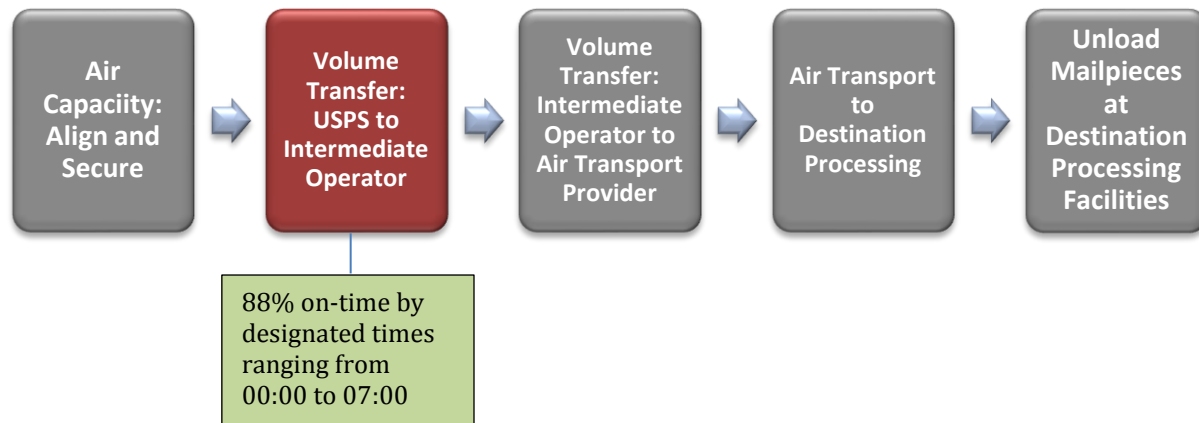 Air
Capaciity:
Align and
Secure
Volume
Transfer:
USPS to
Intermediate
Operator
Volume
Transfer:
Intermediate
Operator to
Air Transport
Provider
Air Transport
to
Destination
Processing
Unload
Mailpieces
at
Destination
Processing
Facilities
88% on-time by
designated times
ranging from
00:00 to 07:00